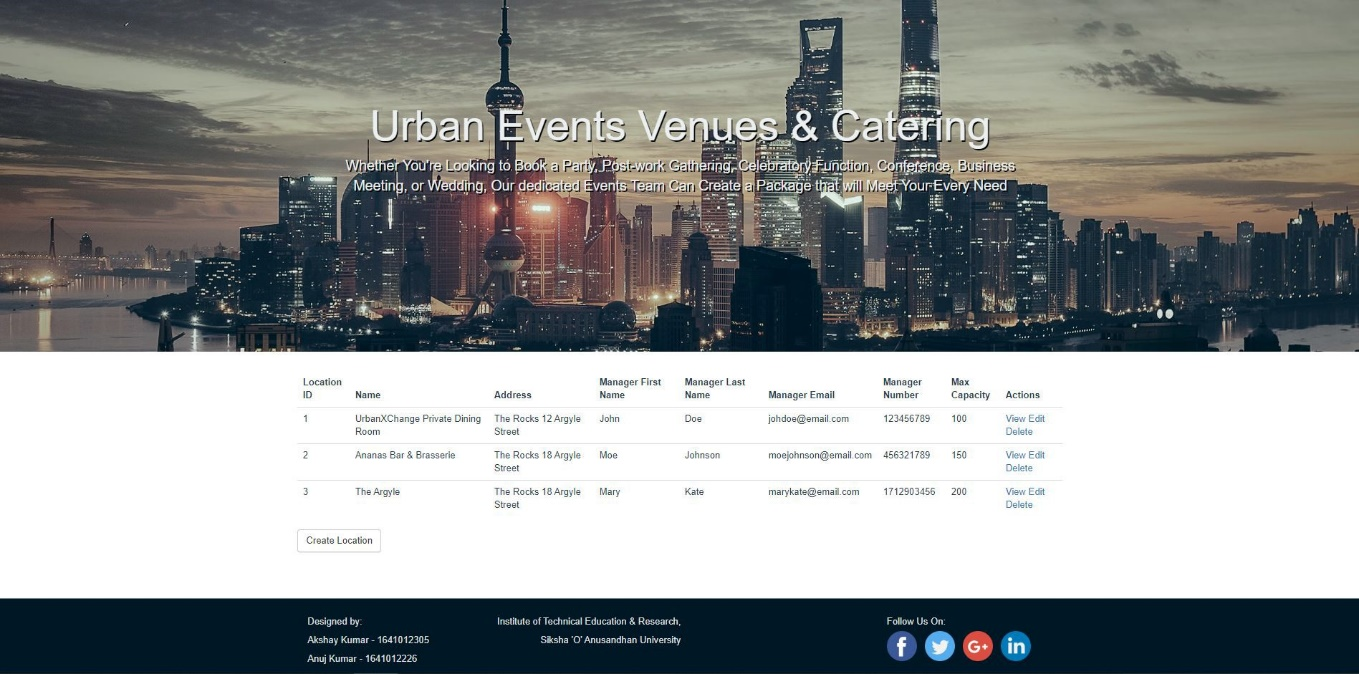 Urban Events Venues & Catering
Whether You're Looking to Book a Party, Post-work Gathering, Celebratory Function, Conference, Business
Meeting, or Wedding, Our dedicated Events Team Can Create a Package that will Meet Your Every Need
Location ID Name Address Manager First Name Manager Last Name Manager Email Manager Number Max Capacity Actions
1 UrbanXChange Private Dining Room The Rocks 12 Argyle Street John Doe johdoe@email.com 123456789 100 View Edit Delete
2 Ananas Bar & Brasserle The Rocks 18 Argyle Street Moe Johnson moejohnson@email.com 456321789 150 View Edit Delete
3 The Argyle The Rocks 18 Argyle Street Mary Kate marykate@email.com 1712903456 200 View Edit Delete
Create Location
Designed by:
Akshay Kumar - 1641012305
Anuj Kumar - 1641012226
Institute of Technical Education & Research,
Siksha 'O' Anusandhan University
Follow Us On:
f
G+
in